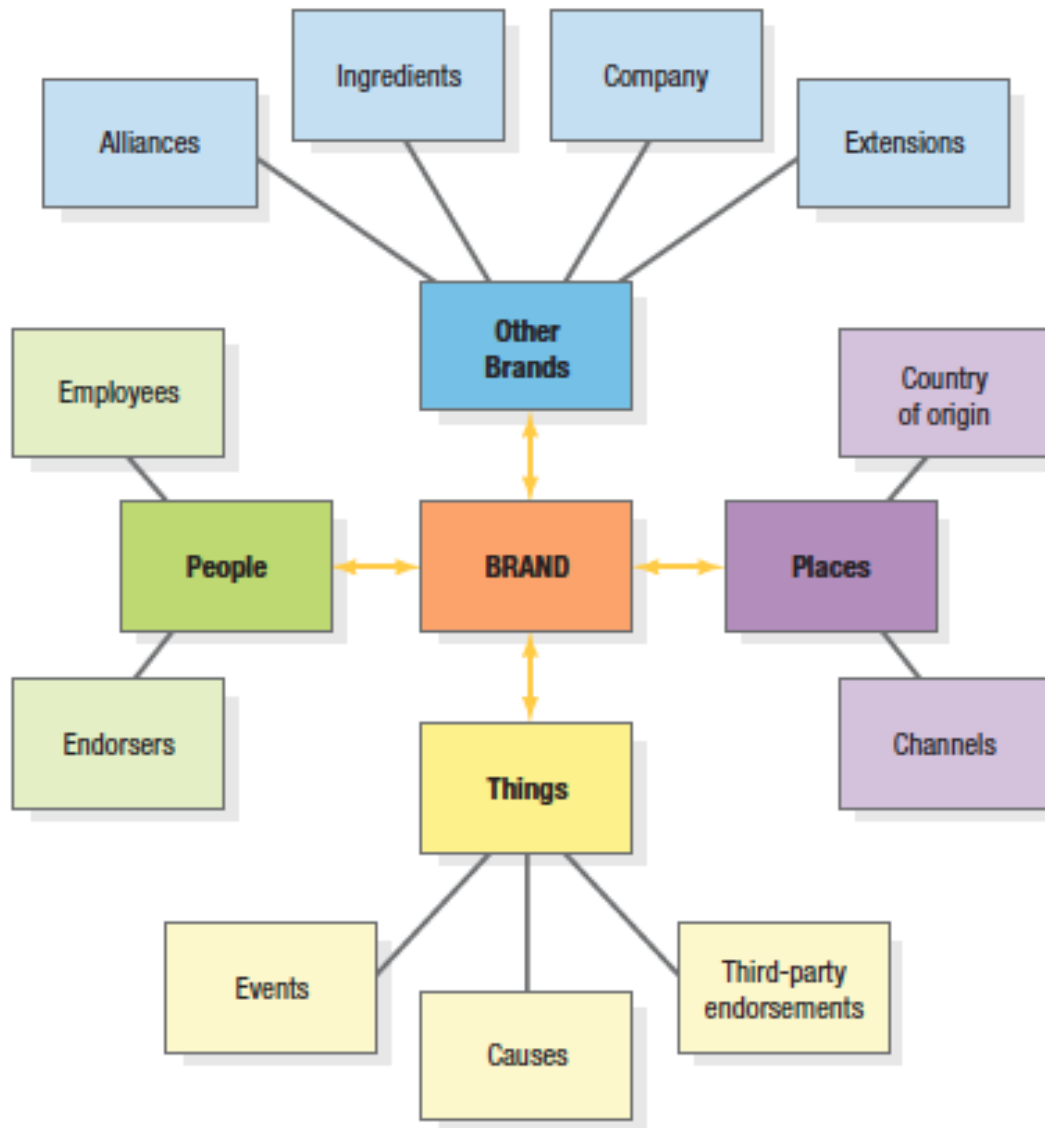 Ingredients
Company
Alliances
Extensions
Other
Brands
Employees
Country
of origin
People
BRAND
Places
Endorsers
Channels
Things
Events
Third-party
endorsements
Causes